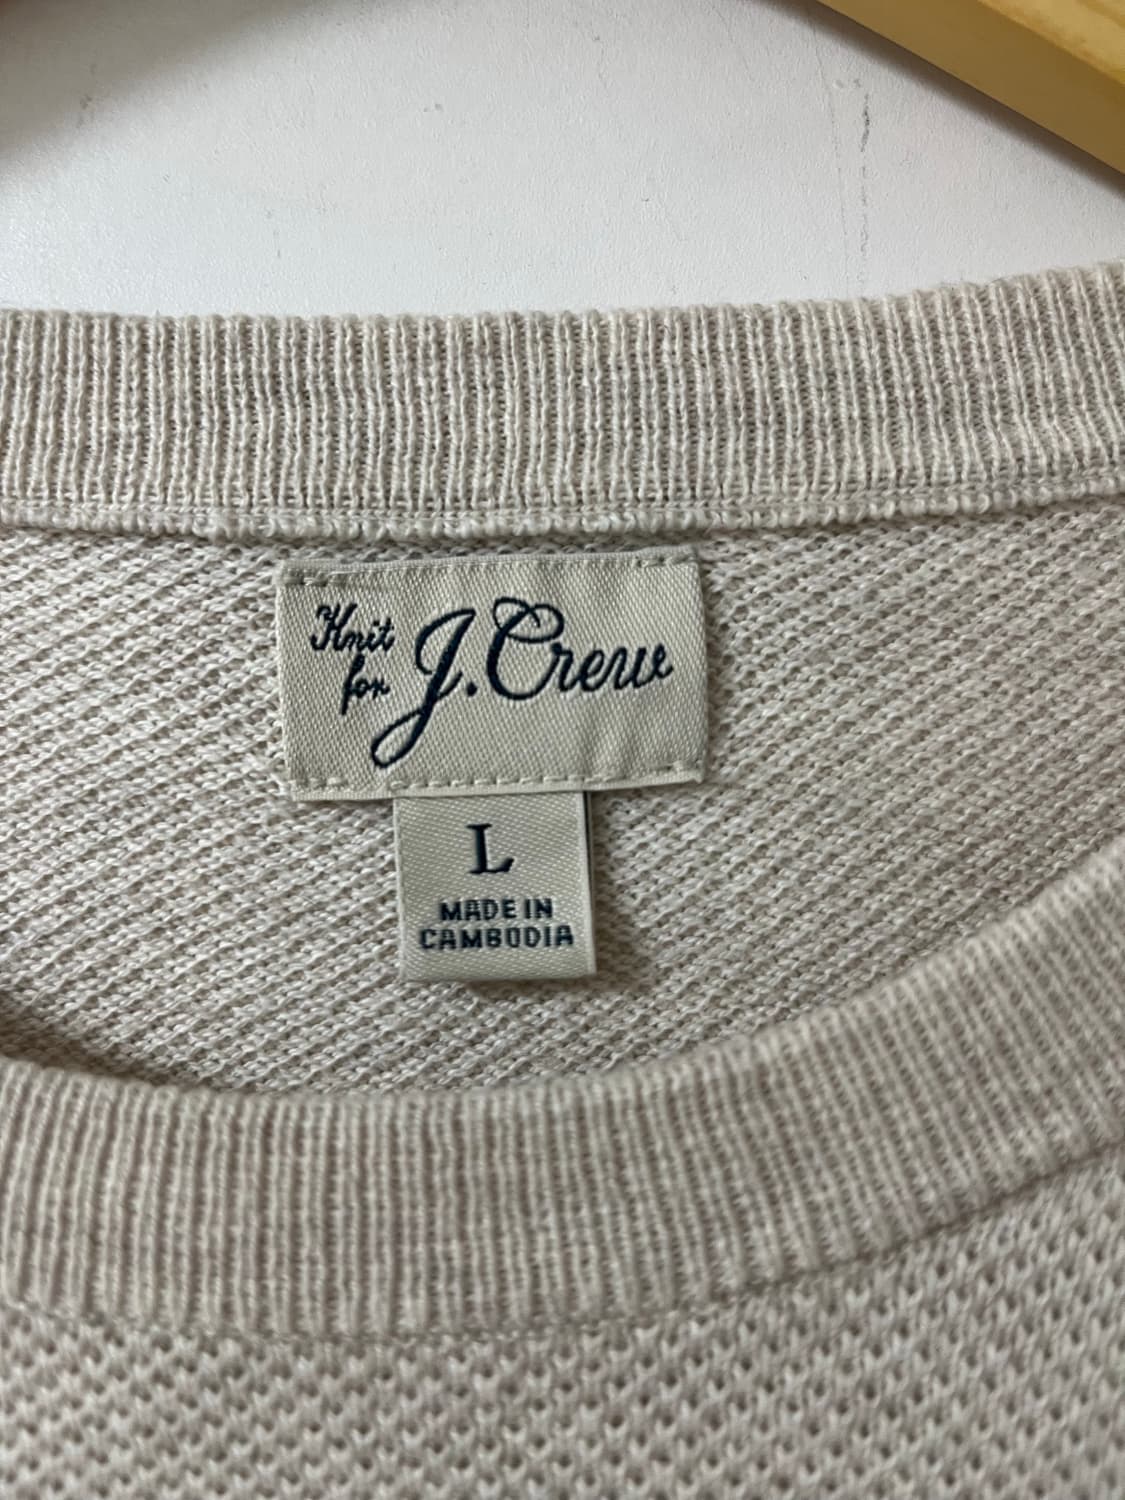 Knit
for J. Crew
L
MADE IN
CAMBODIA